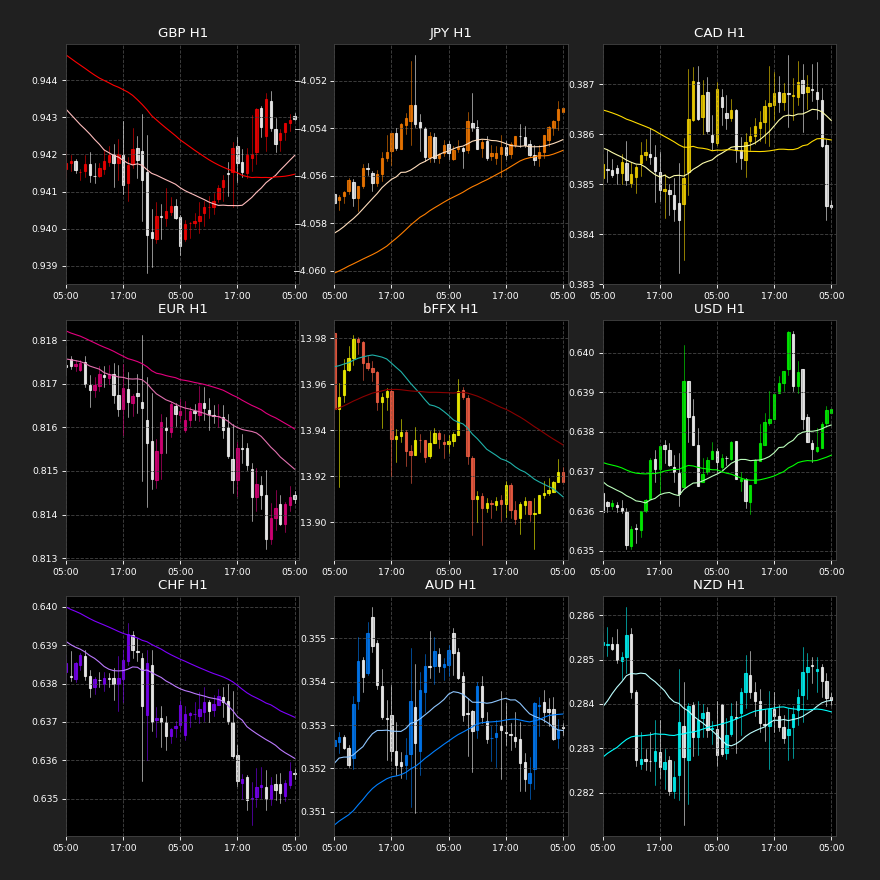 GBP H1
0.944
0.943
0.942
0.941
0.940
0.939
05:00 17:00 05:00 17:00 05:00
JPY H1
−4.052
−4.054
−4.056
−4.058
−4.060
05:00 17:00 05:00 17:00 05:00
CAD H1
0.387
0.386
0.385
0.384
0.383
05:00 17:00 05:00 17:00 05:00
EUR H1
0.818
0.817
0.816
0.815
0.814
0.813
05:00 17:00 05:00 17:00 05:00
bFFX H1
13.98
13.96
13.94
13.92
13.90
05:00 17:00 05:00 17:00 05:00
USD H1
0.640
0.639
0.638
0.637
0.636
0.635
05:00 17:00 05:00 17:00 05:00
CHF H1
0.640
0.639
0.638
0.637
0.636
0.635
05:00 17:00 05:00 17:00 05:00
AUD H1
0.355
0.354
0.353
0.352
0.351
05:00 17:00 05:00 17:00 05:00
NZD H1
0.286
0.285
0.284
0.283
0.282
05:00 17:00 05:00 17:00 05:00